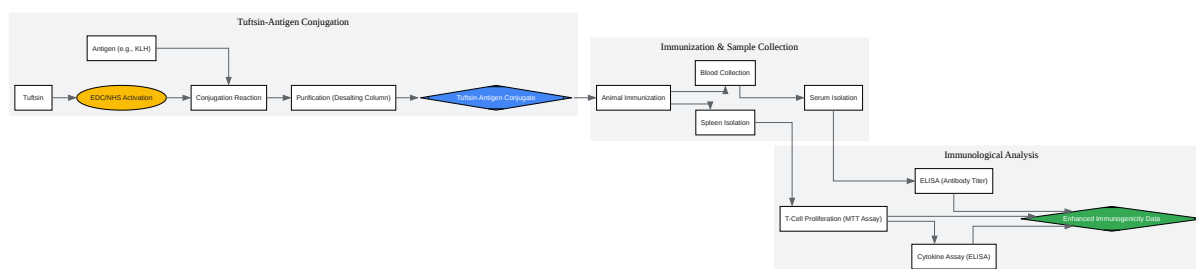 Tuftsin-Antigen Conjugation
Antigen (e.g., KLH)
Tuftsin
EDC/NHS Activation
Conjugation Reaction
Purification (Desalting Column)
Tuftsin-Antigen Conjugate
Immunization & Sample Collection
Blood Collection
Animal Immunization
Serum Isolation
Spleen Isolation
Immunological Analysis
ELISA (Antibody Titer)
T-Cell Proliferation (MTT Assay)
Enhanced Immunogenicity Data
Cytokine Assay (ELISA)